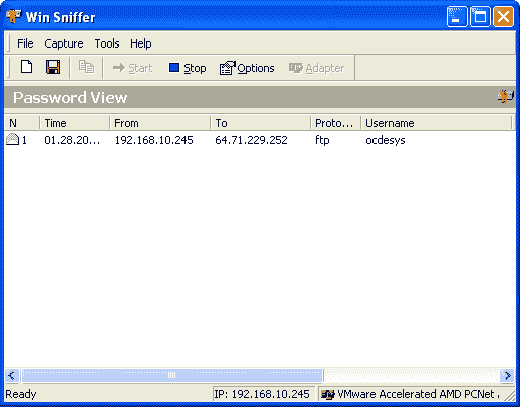 Win Sniffer
File Capture Tools Help
Start Stop Options Adapter
Password View
N Time From To Proto... Username
1 01.28.20... 192.168.10.245 64.71.229.252 ftp ocdesys
Ready IP: 192.168.10.245 VMware Accelerated AMD PCNet